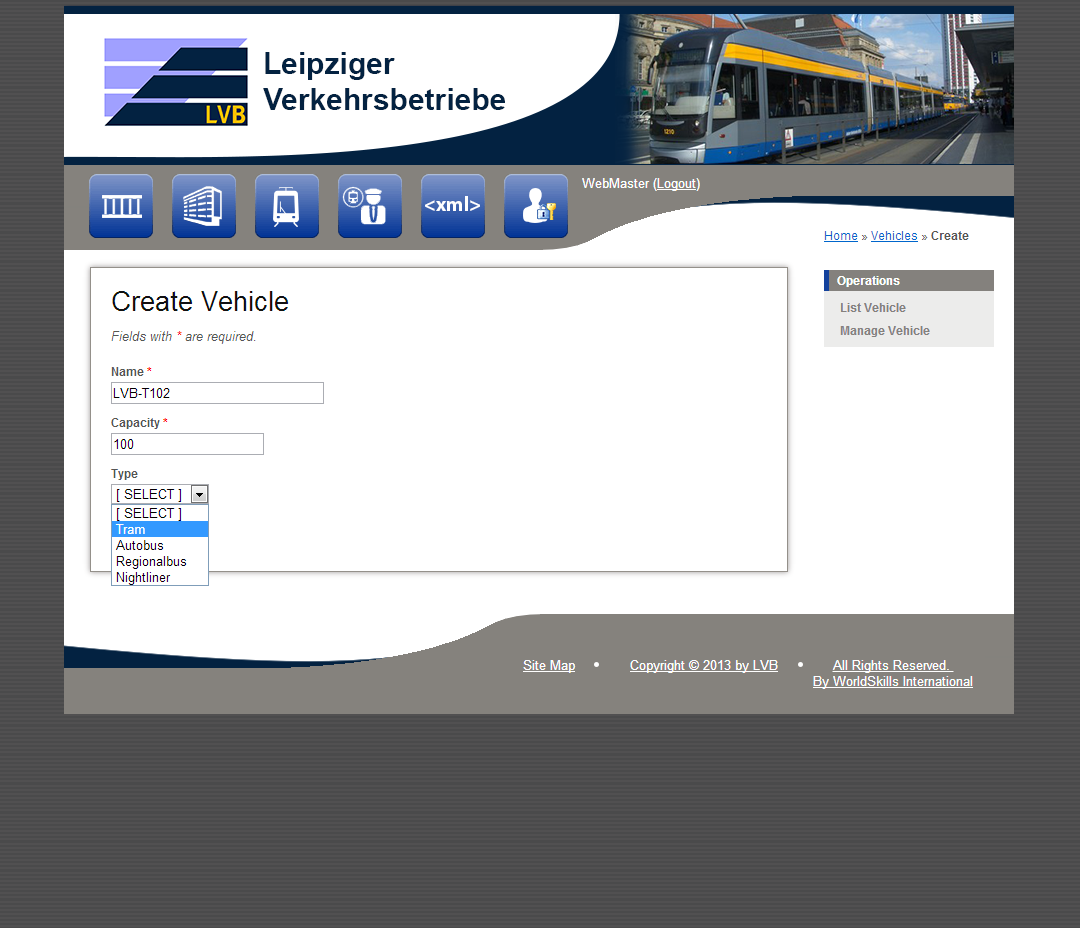 LVB
Leipziger
Verkehrsbetriebe
1210
<xml>
WebMaster (Logout)
Home » Vehicles » Create
Create Vehicle
Fields with * are required.
Name *
LVB-T102
Capacity *
100
Type
[ SELECT ]
[ SELECT ]
Tram
Autobus
Regionalbus
Nightliner
Operations
List Vehicle
Manage Vehicle
Site Map • Copyright © 2013 by LVB • All Rights Reserved.
By WorldSkills International